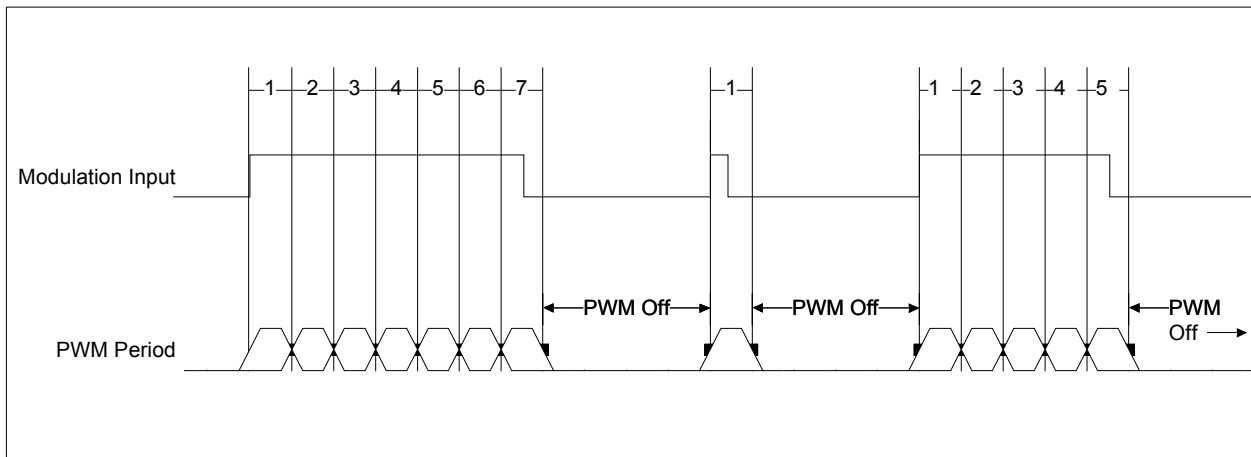 1 2 3 4 5 6 7 1 1 2 3 4 5
Modulation Input
PWM Off PWM Off PWM
Off
PWM Period